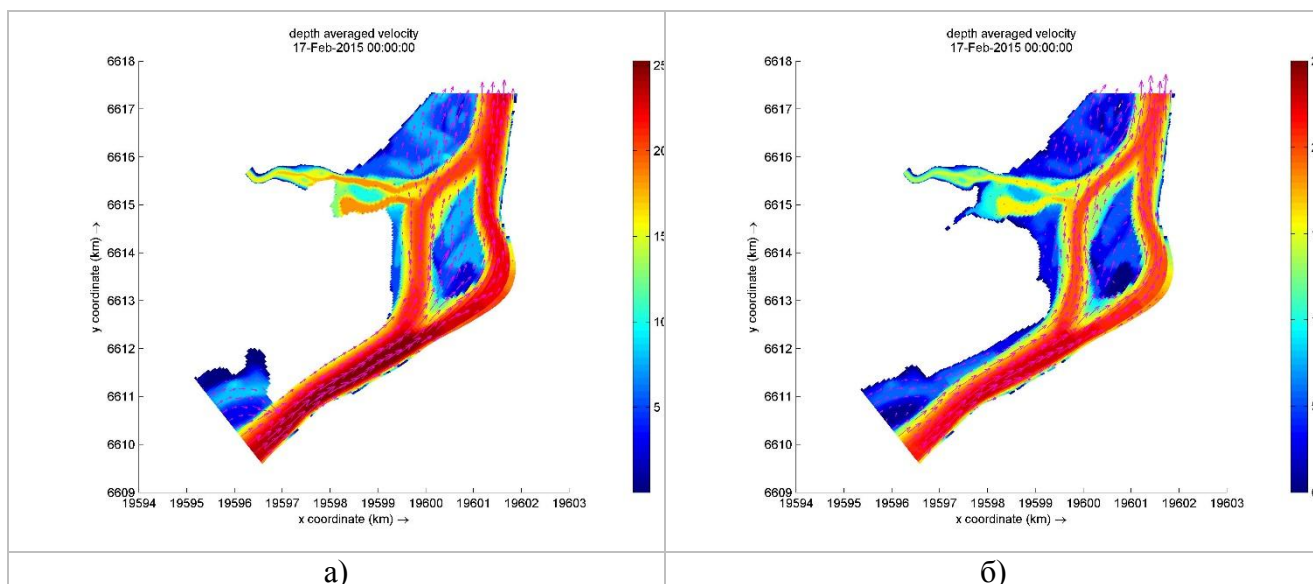 depth averaged velocity
17-Feb-2015 00:00:00
y coordinate (km) →
6618
6617
6616
6615
6614
6613
6612
6611
6610
6609
19594 19595 19596 19597 19598 19599 19600 19601 19602 19603
x coordinate (km) →
25
20
15
10
5
а)
depth averaged velocity
17-Feb-2015 00:00:00
y coordinate (km) →
6618
6617
6616
6615
6614
6613
6612
6611
6610
6609
19594 19595 19596 19597 19598 19599 19600 19601 19602 19603
x coordinate (km) →
б)